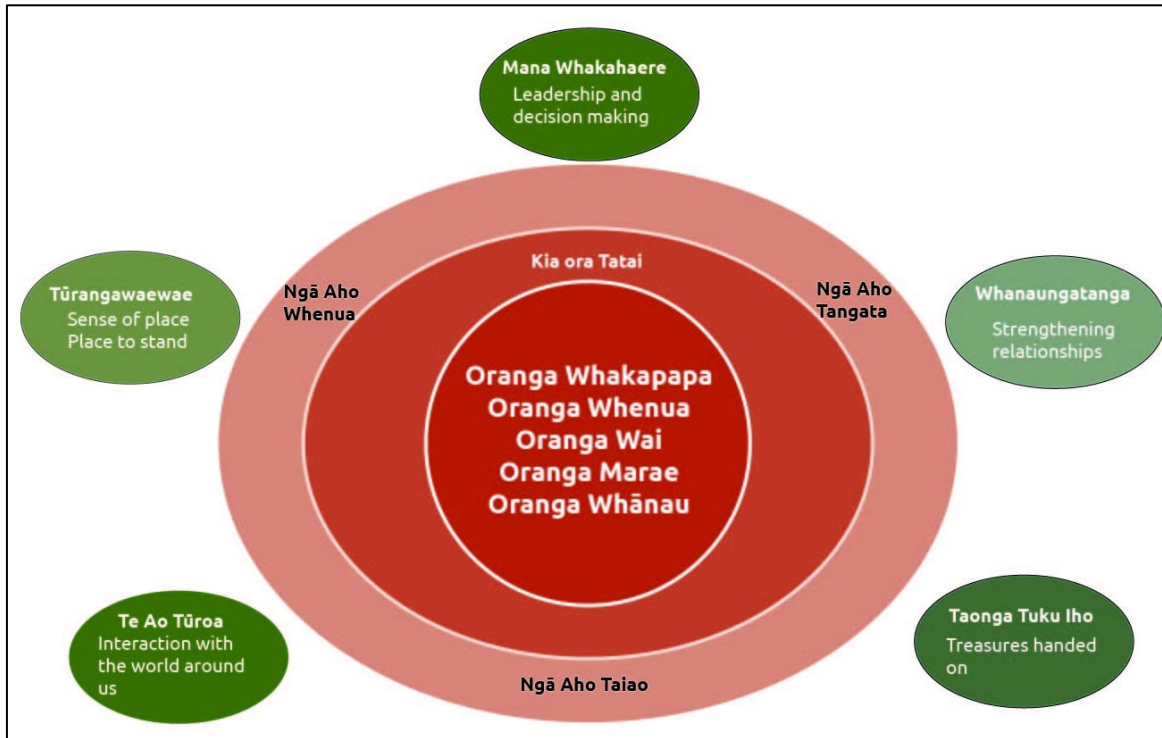 Mana Whakahaere
Leadership and
decision making
Kia ora Tatai
Tūrangawaewae
Sense of place
Place to stand
Ngā Aho
Whenua
Ngā Aho
Tangata
Whanaungatanga
Strengthening
relationships
Oranga Whakapapa
Oranga Whenua
Oranga Wai
Oranga Marae
Oranga Whānau
Te Ao Tūroa
Interaction with
the world around
us
Ngā Aho Taiao
Taonga Tuku Iho
Treasures handed
on